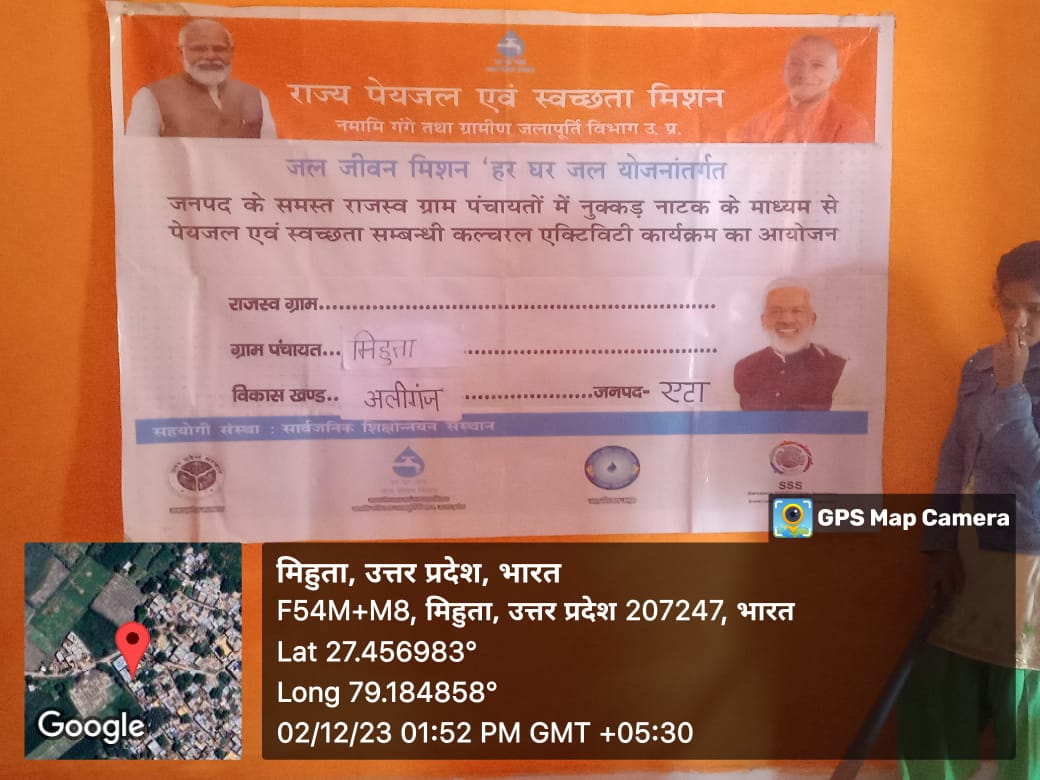 राज्य पेयजल एवं स्वच्छता मिशन
नमामि गंगे तथा ग्रामीण जलापूर्ति विभाग उ. प्र.
जल जीवन मिशन 'हर घर जल योजनांतर्गत
जनपद के समस्त राजस्व ग्राम पंचायतों में नुक्कड़ नाटक के माध्यम से
पेयजल एवं स्वच्छता सम्बन्धी कल्चरल एक्टिविटी कार्यक्रम का आयोजन
राजस्व ग्राम......................................................................
ग्राम पंचायत... मिहुता ............................................
विकास खण्ड.. अलीगंज ......................जनपद- एटा
सहयोगी संस्था : सार्वजनिक शिक्षोन्नयन संस्थान
SSS
GPS Map Camera
मिहुता, उत्तर प्रदेश, भारत
F54M+M8, मिहुता, उत्तर प्रदेश 207247, भारत
Lat 27.456983°
Long 79.184858°
02/12/23 01:52 PM GMT +05:30
Google